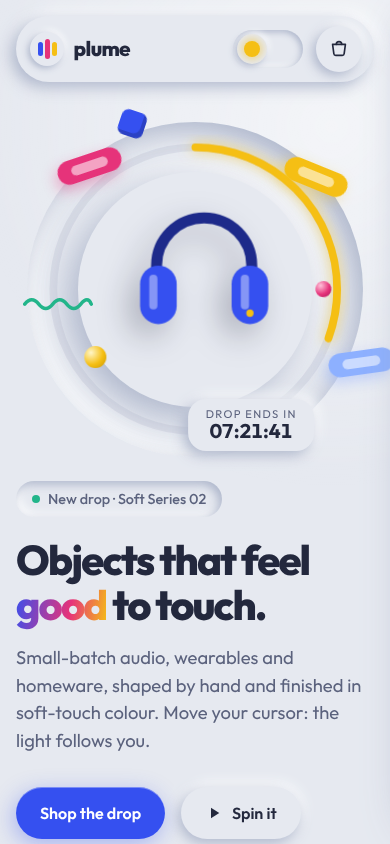 plume
DROP ENDS IN
07:21:41
New drop · Soft Series 02
Objects that feel
good to touch.
Small-batch audio, wearables and
homeware, shaped by hand and finished in
soft-touch colour. Move your cursor: the
light follows you.
Shop the drop
Spin it